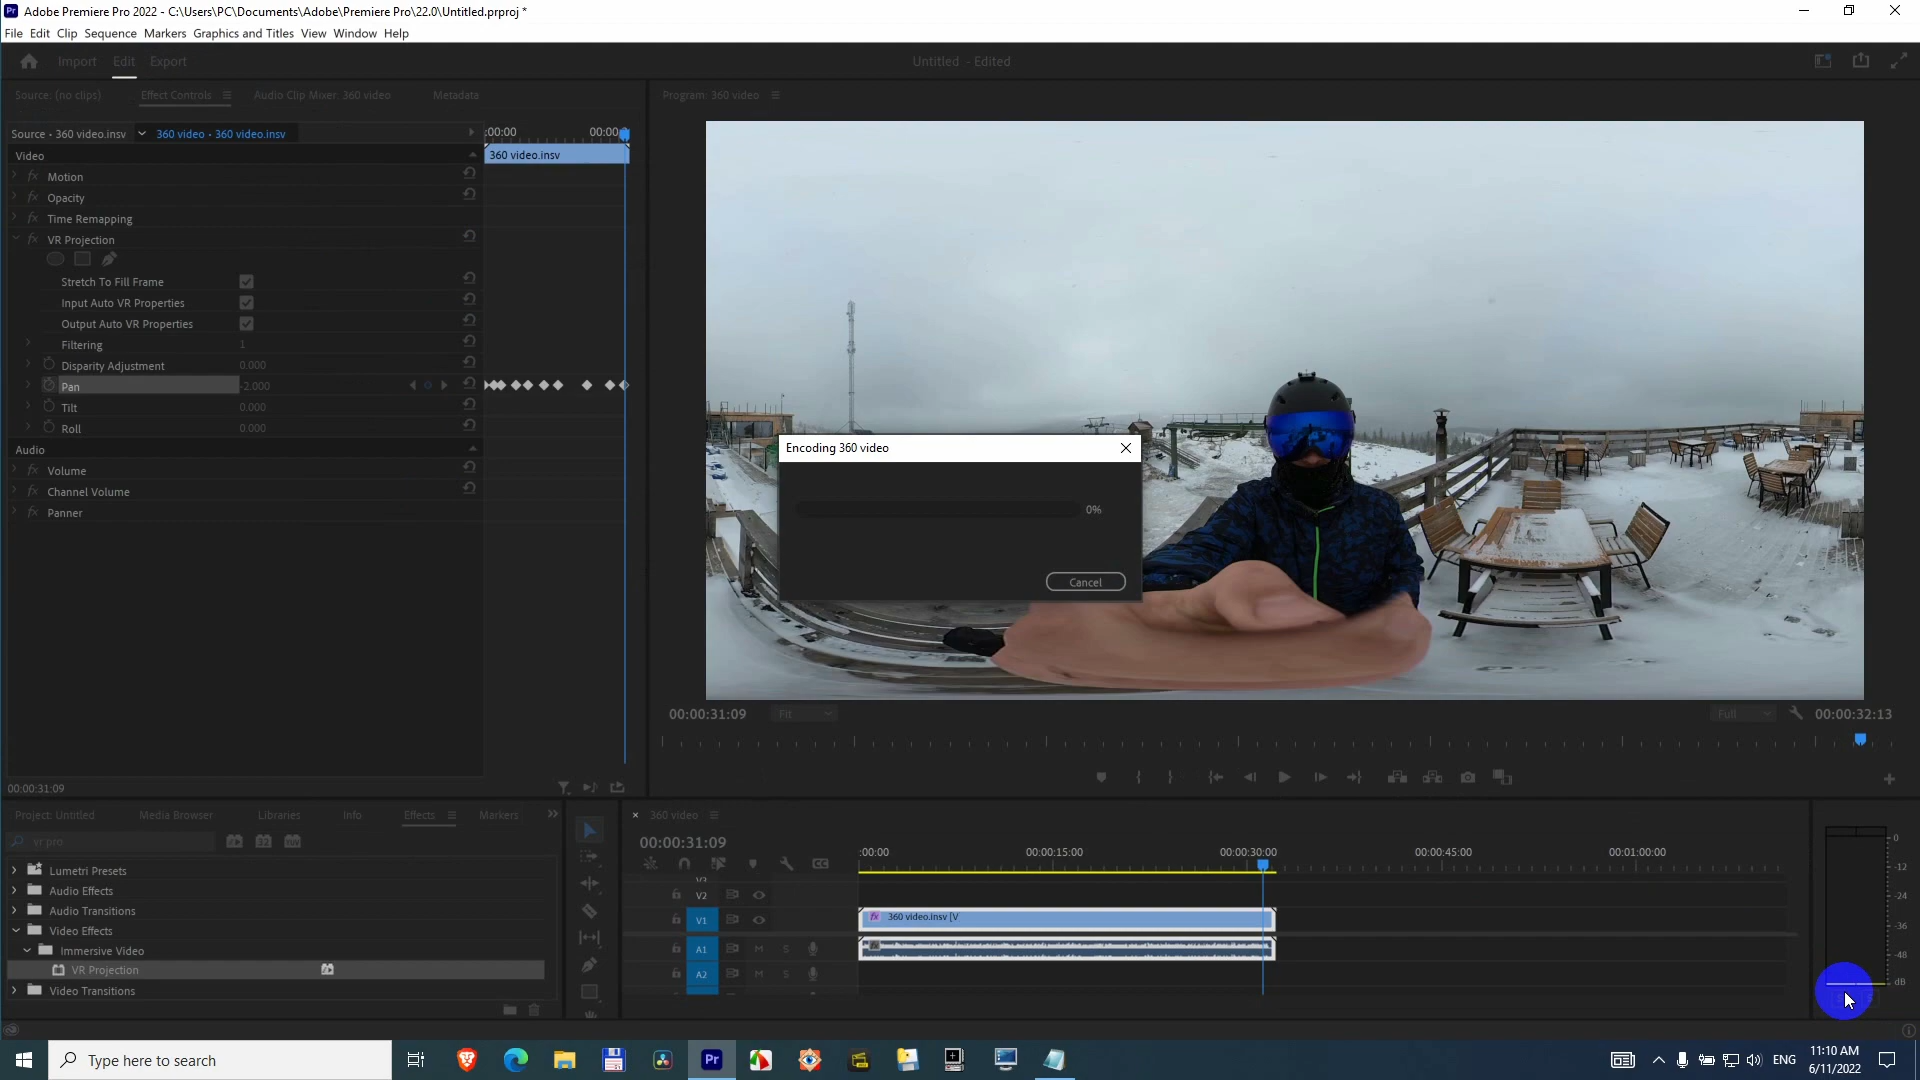 Adobe Premiere Pro 2022 - C:\Users\PC\Documents\Adobe\Premiere Pro\22.0\Untitled.prproj *
File Edit Clip Sequence Markers Graphics and Titles View Window Help
Import Edit Export
Untitled - Edited
Source: (no clips) Effect Controls Audio Clip Mixer: 360 video Metadata
Program: 360 video
Source - 360 video.insv 360 video - 360 video.insv
:00:00 00:00:
360 video.insv
Video
fx Motion
fx Opacity
fx Time Remapping
fx VR Projection
Stretch To Fill Frame
Input Auto VR Properties
Output Auto VR Properties
Filtering 1
Disparity Adjustment 0.000
Pan -2.000
Tilt 0.000
Roll 0.000
Audio
fx Volume
fx Channel Volume
fx Panner
Encoding 360 video
0%
Cancel
00:00:31:09 Fit Full 00:00:32:13
00:00:31:09
Project: Untitled Media Browser Libraries Info Effects Markers
vr pro
Lumetri Presets
Audio Effects
Audio Transitions
Video Effects
Immersive Video
VR Projection
Video Transitions
360 video
00:00:31:09
:00:00 00:00:15:00 00:00:30:00 00:00:45:00 00:01:00:00
V3
V2
V1 fx 360 video.insv [V
A1 M S
A2 M S
0
-12
-24
-36
-48
dB
Type here to search
Pr
ENG
11:10 AM
6/11/2022